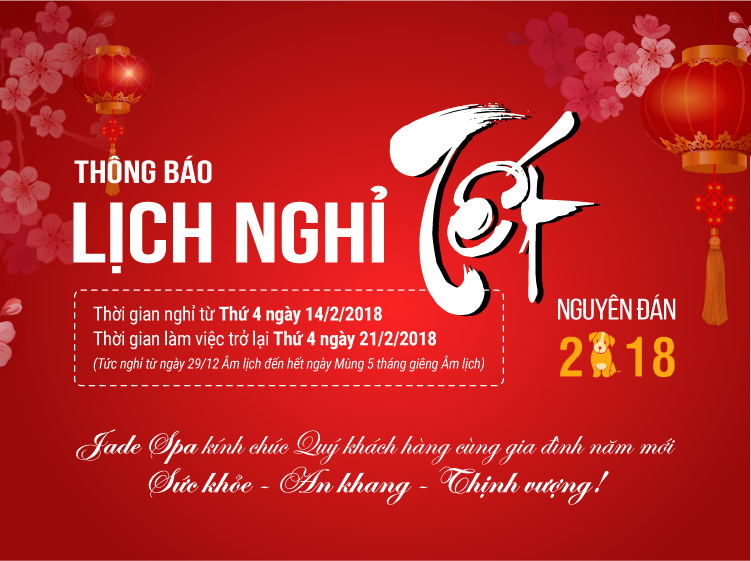 THÔNG BÁO
LỊCH NGHỈ Tết
NGUYÊN ĐÁN
2018
Thời gian nghỉ từ Thứ 4 ngày 14/2/2018
Thời gian làm việc trở lại Thứ 4 ngày 21/2/2018
(Tức nghỉ từ ngày 29/12 Âm lịch đến hết ngày Mùng 5 tháng giêng Âm lịch)
Jade Spa kính chúc Quý khách hàng cùng gia đình năm mới
Sức khỏe - An khang - Thịnh vượng!